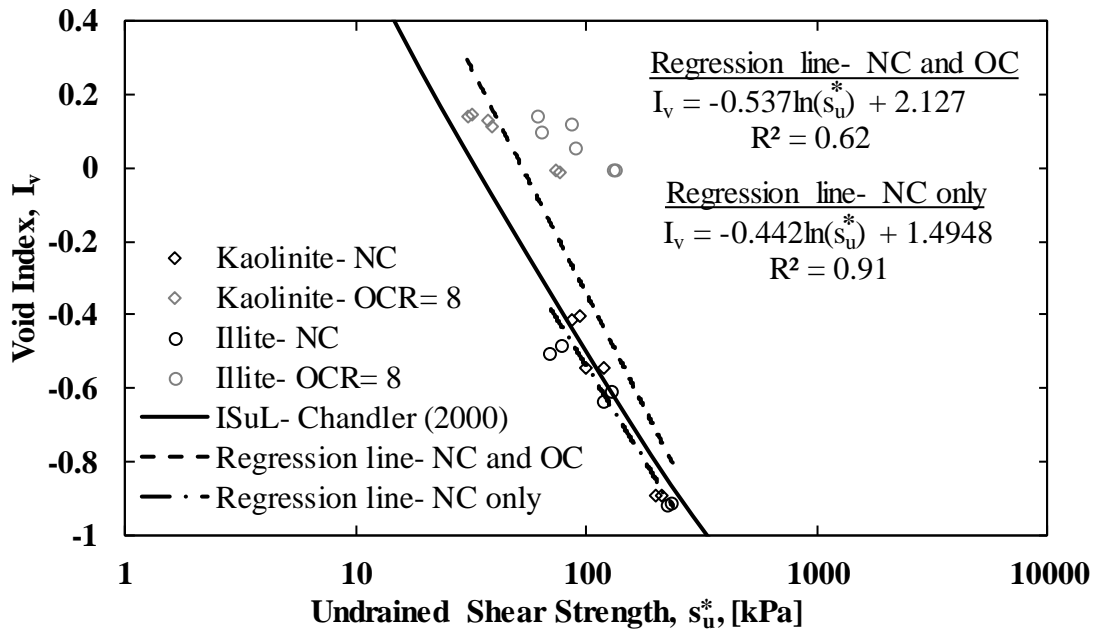 0.4
0.2
0
-0.2
-0.4
-0.6
-0.8
-1
Void Index, Iᵥ
Regression line- NC and OC
Iᵥ = -0.537ln(sᵤ*) + 2.127
R² = 0.62
Regression line- NC only
Iᵥ = -0.442ln(sᵤ*) + 1.4948
R² = 0.91
Kaolinite- NC
Kaolinite- OCR= 8
Illite- NC
Illite- OCR= 8
ISuL- Chandler (2000)
Regression line- NC and OC
Regression line- NC only
1 10 100 1000 10000
Undrained Shear Strength, sᵤ*, [kPa]